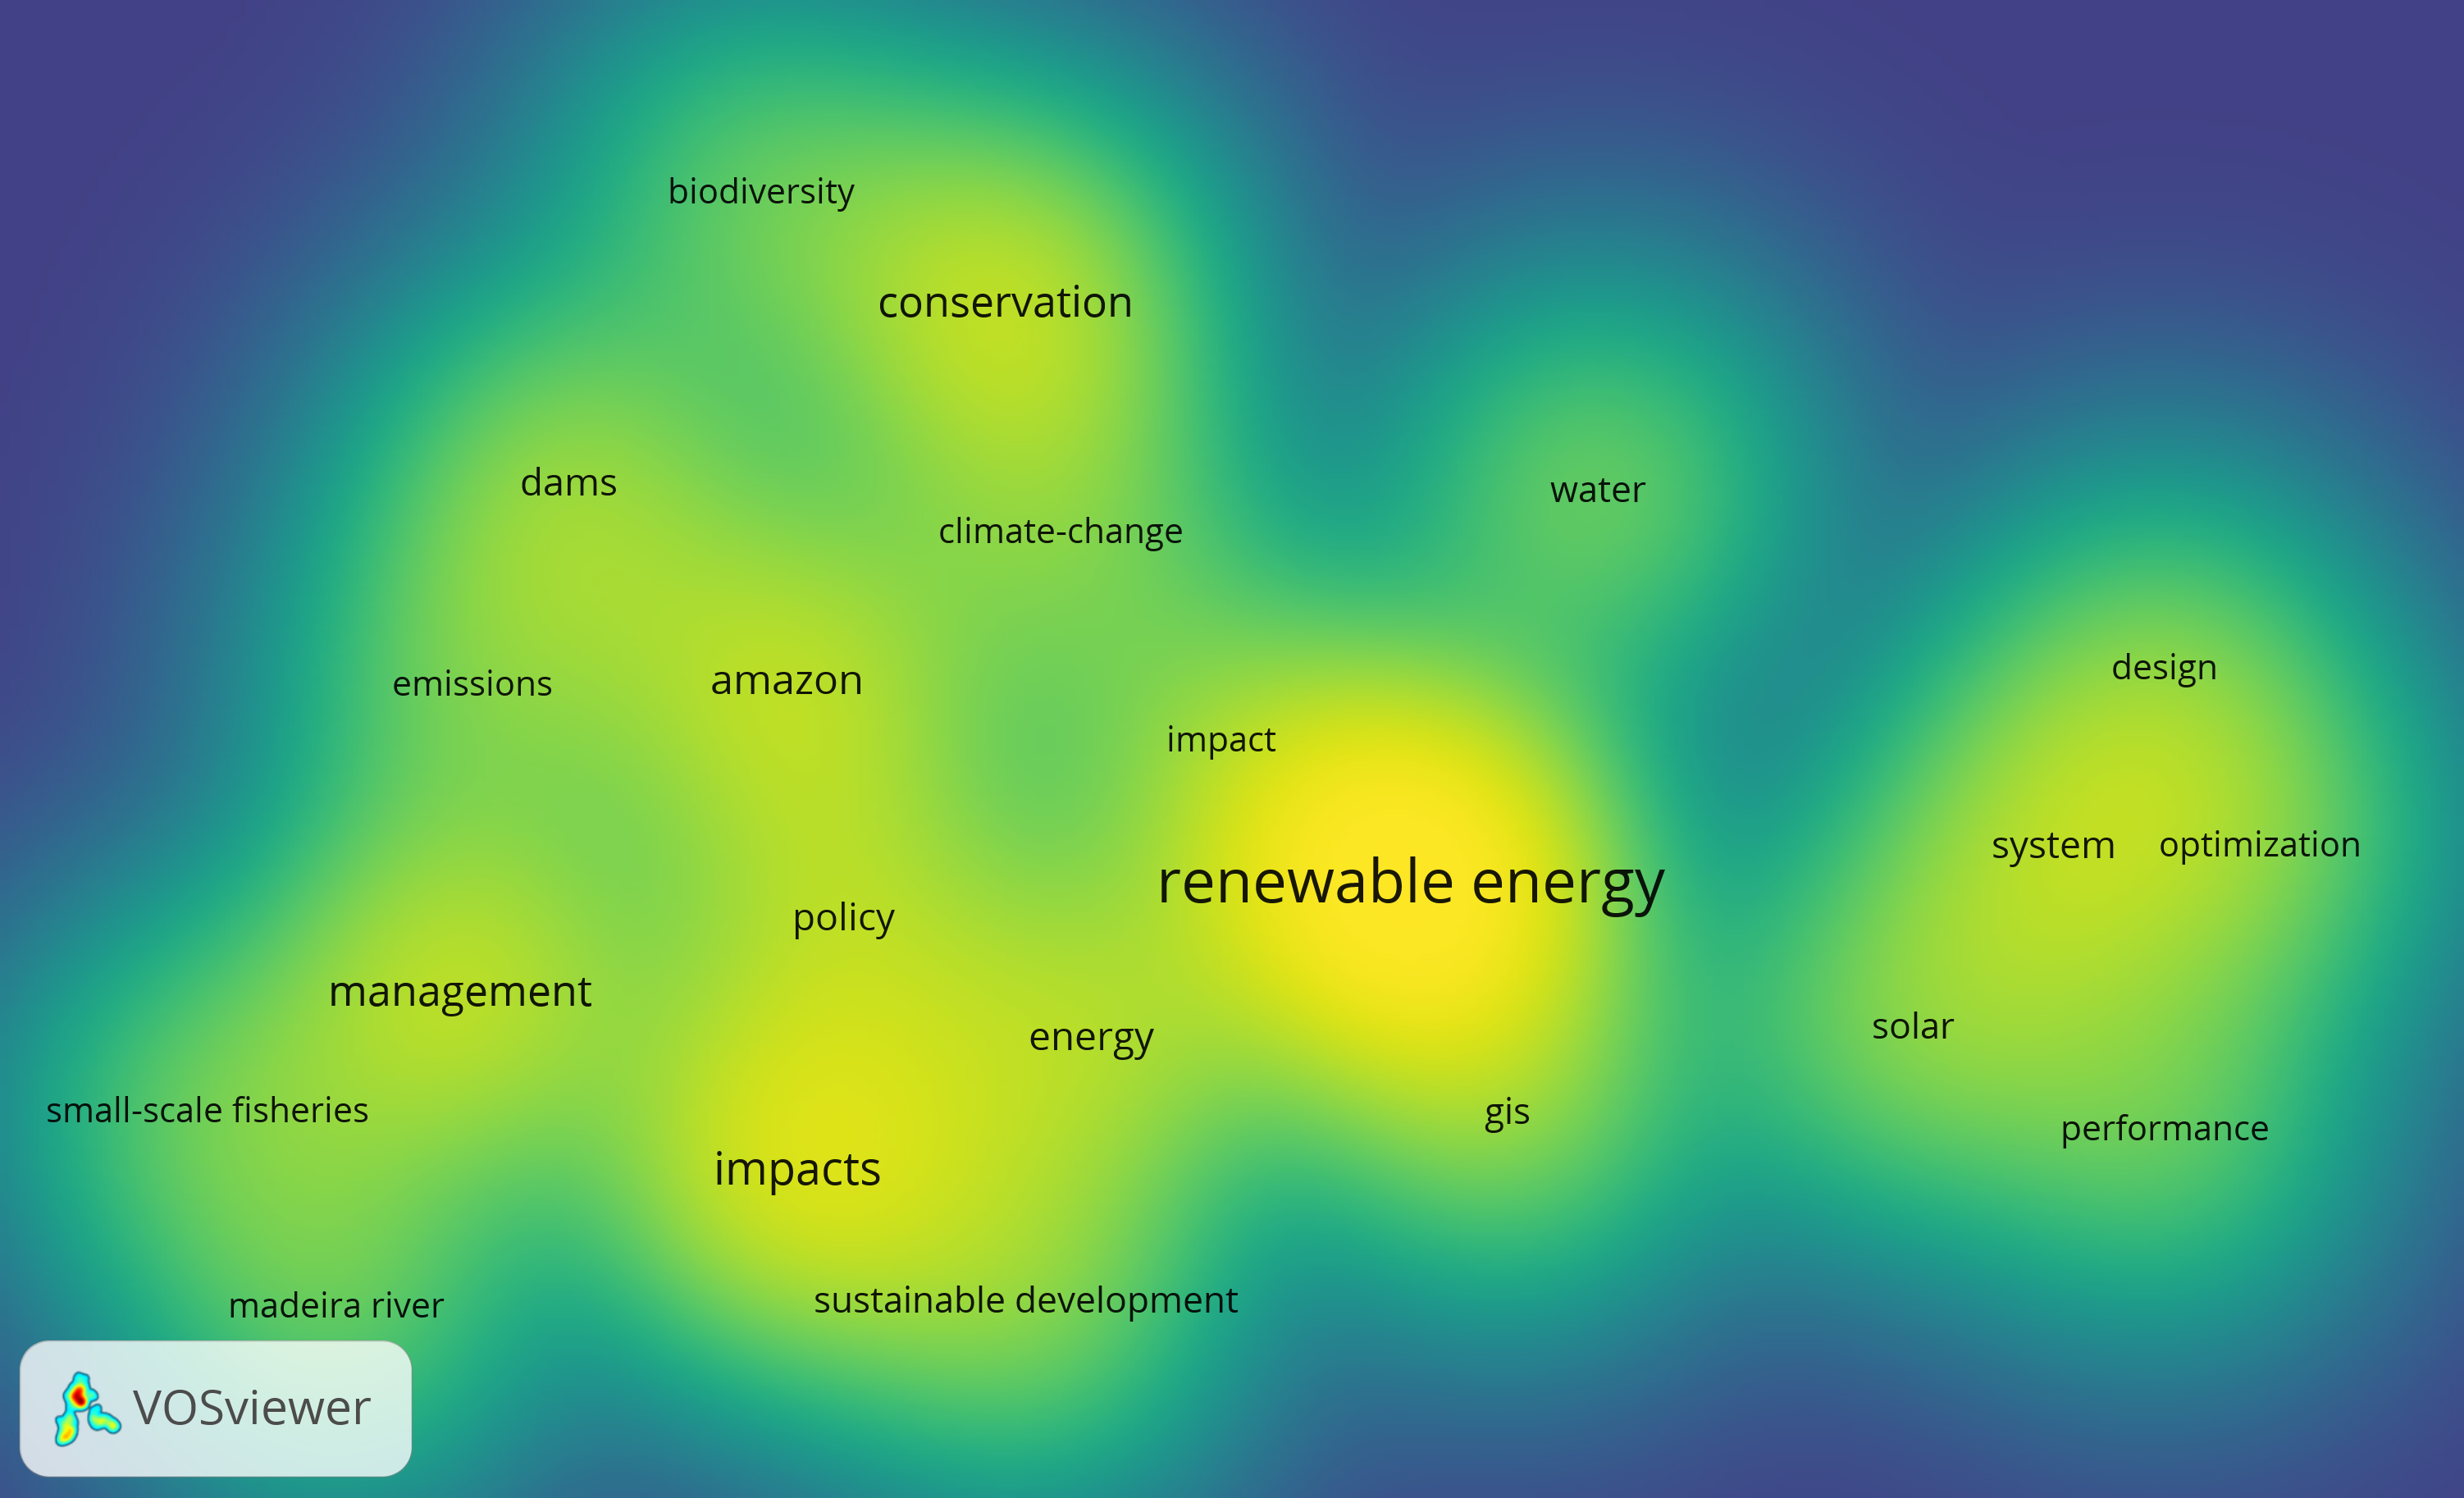 biodiversity
conservation
dams
climate-change
water
emissions
amazon
impact
design
renewable energy
system
optimization
policy
management
energy
solar
small-scale fisheries
impacts
gis
performance
madeira river
sustainable development
VOSviewer